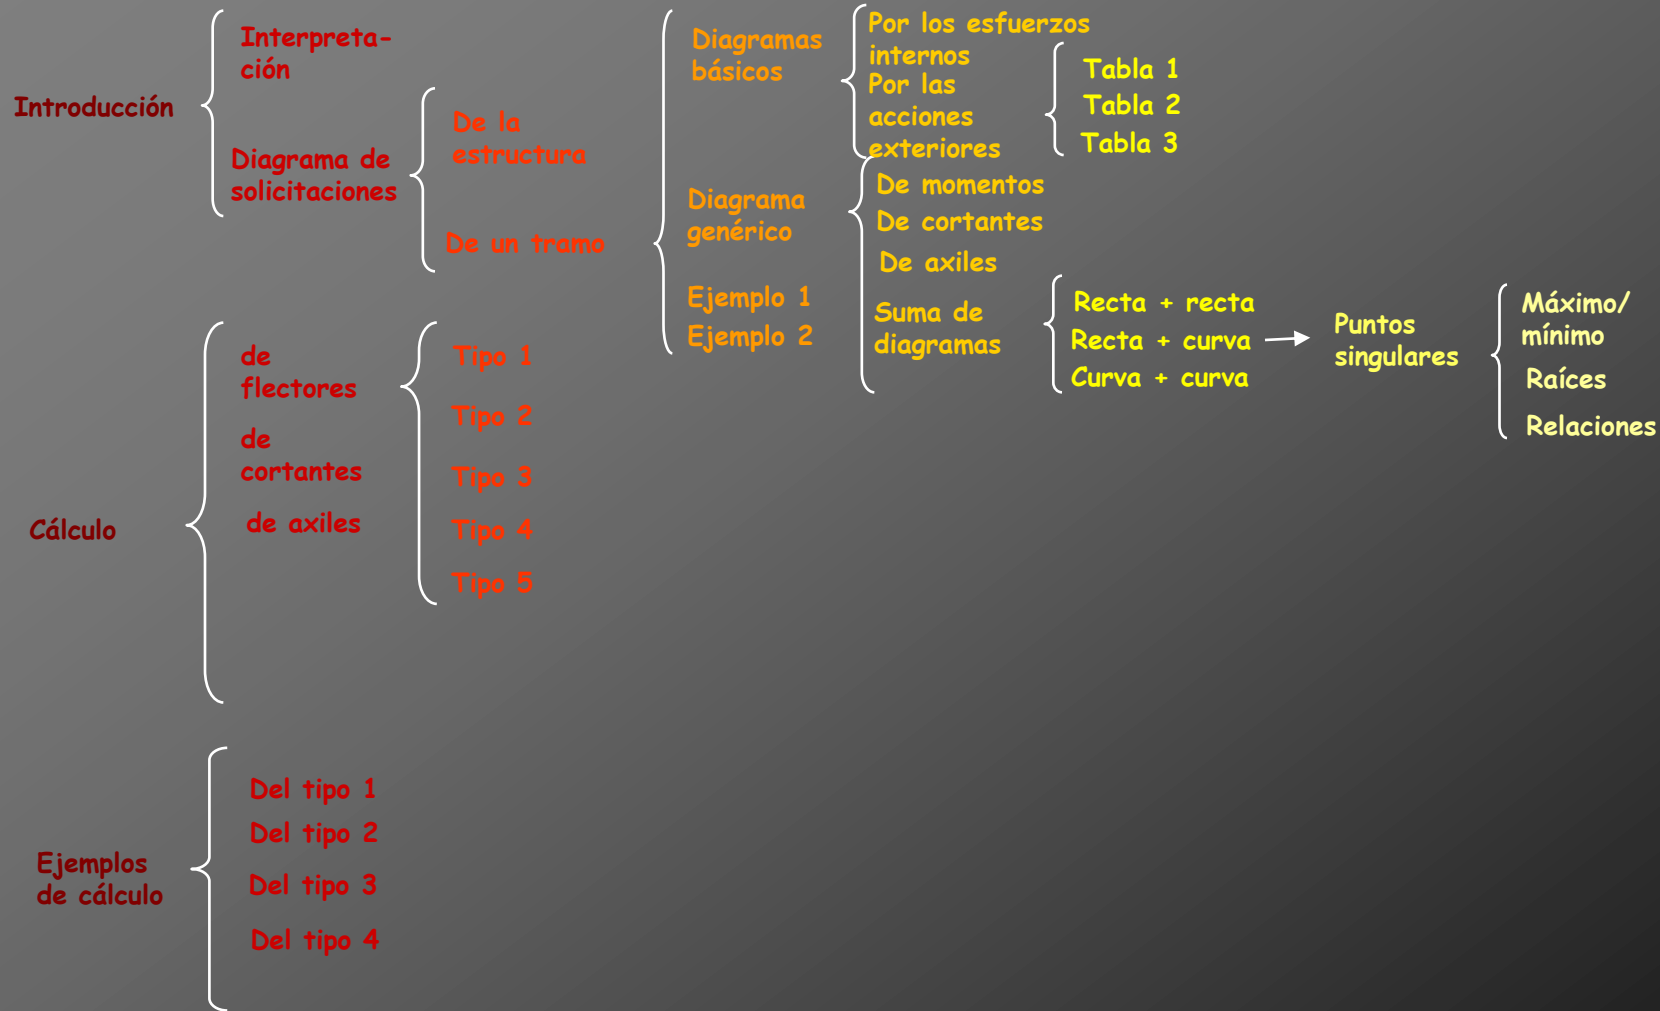 Introducción
Interpreta-
ción
Diagrama de
solicitaciones
De la
estructura
De un tramo
Diagramas
básicos
Por los esfuerzos
internos
Por las
acciones
exteriores
Tabla 1
Tabla 2
Tabla 3
Diagrama
genérico
De momentos
De cortantes
De axiles
Suma de
diagramas
Recta + recta
Recta + curva
Curva + curva
Puntos
singulares
Máximo/
mínimo
Raíces
Relaciones
Ejemplo 1
Ejemplo 2
Cálculo
de
flectores
de
cortantes
de axiles
Tipo 1
Tipo 2
Tipo 3
Tipo 4
Tipo 5
Ejemplos
de cálculo
Del tipo 1
Del tipo 2
Del tipo 3
Del tipo 4